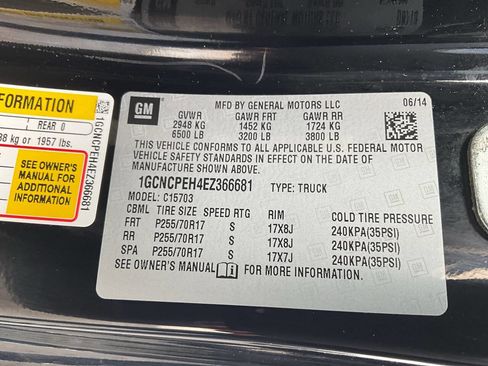 FORMATION
1
REAR 0
kg or 1957 lbs.
SEE OWNER'S
MANUAL FOR
ADDITIONAL
INFORMATION
1GCNCPEH4EZ366681
GM
MFD BY GENERAL MOTORS LLC
06/14
GVWR GAWR FRT GAWR RR
2948 KG 1452 KG 1724 KG
6500 LB 3200 LB 3800 LB
THIS VEHICLE CONFORMS TO ALL APPLICABLE U.S. FEDERAL MOTOR
VEHICLE SAFETY STANDARDS IN EFFECT ON THE DATE OF
MANUFACTURE SHOWN ABOVE.
1GCNCPEH4EZ366681 TYPE: TRUCK
MODEL: C15703
CBML TIRE SIZE SPEED RTG RIM COLD TIRE PRESSURE
FRT P255/70R17 S 17X8J 240KPA(35PSI)
RR P255/70R17 S 17X8J 240KPA(35PSI)
SPA P255/70R17 S 17X7J 240KPA(35PSI)
SEE OWNER'S MANUAL FOR MORE INFORMATION.